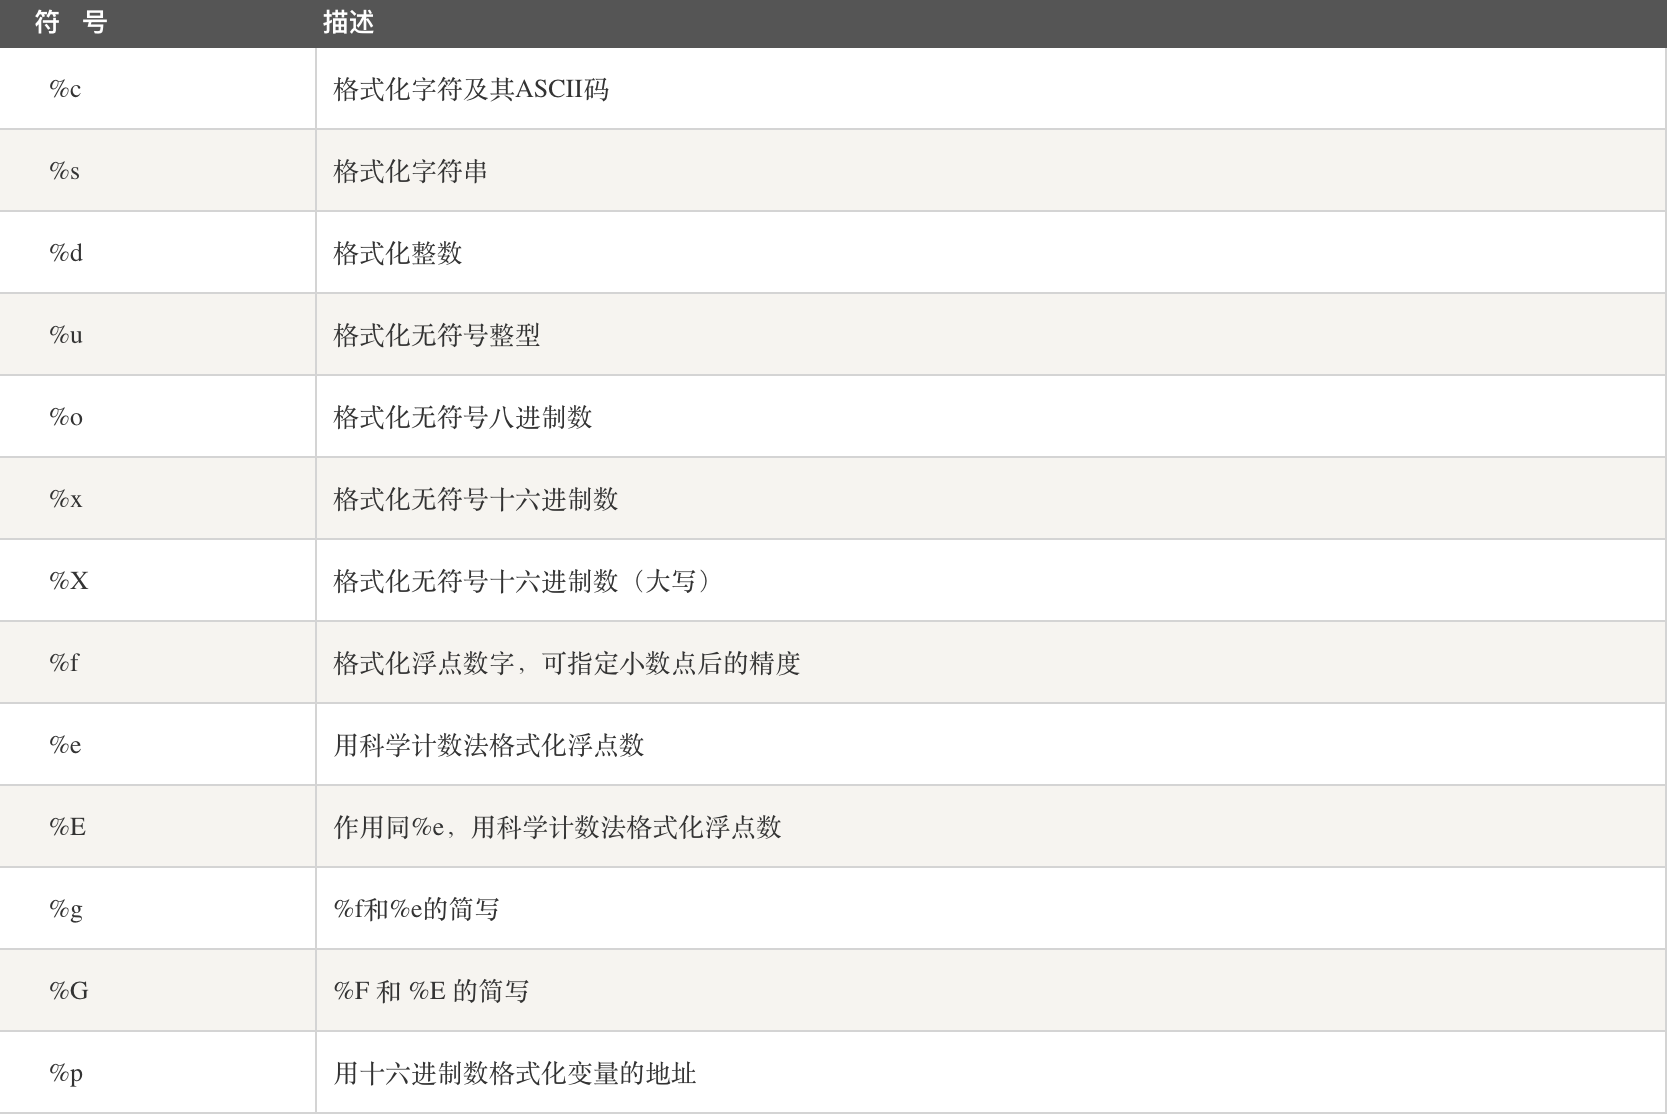 符 号 描述
%c 格式化字符及其ASCII码
%s 格式化字符串
%d 格式化整数
%u 格式化无符号整型
%o 格式化无符号八进制数
%x 格式化无符号十六进制数
%X 格式化无符号十六进制数（大写）
%f 格式化浮点数字，可指定小数点后的精度
%e 用科学计数法格式化浮点数
%E 作用同%e，用科学计数法格式化浮点数
%g %f和%e的简写
%G %F 和 %E 的简写
%p 用十六进制数格式化变量的地址